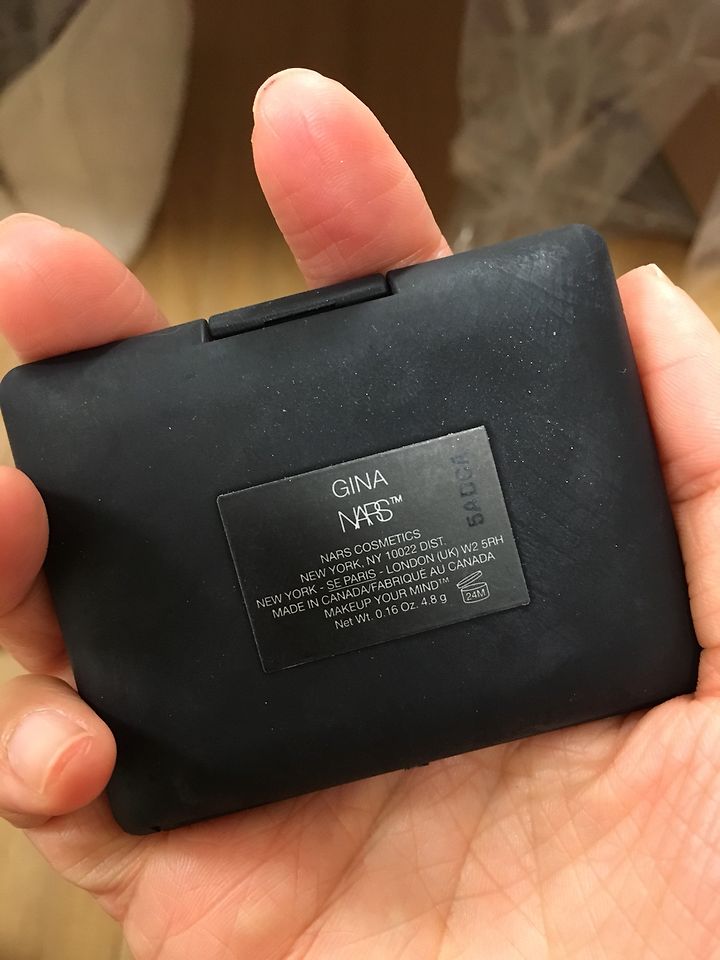 GINA
NARS™
NARS COSMETICS
NEW YORK, NY 10022 DIST.
NEW YORK - SE PARIS - LONDON (UK) W2 5RH
MADE IN CANADA/FABRIQUÉ AU CANADA
MAKEUP YOUR MIND™
Net Wt. 0.16 Oz. 4.8 g
24M